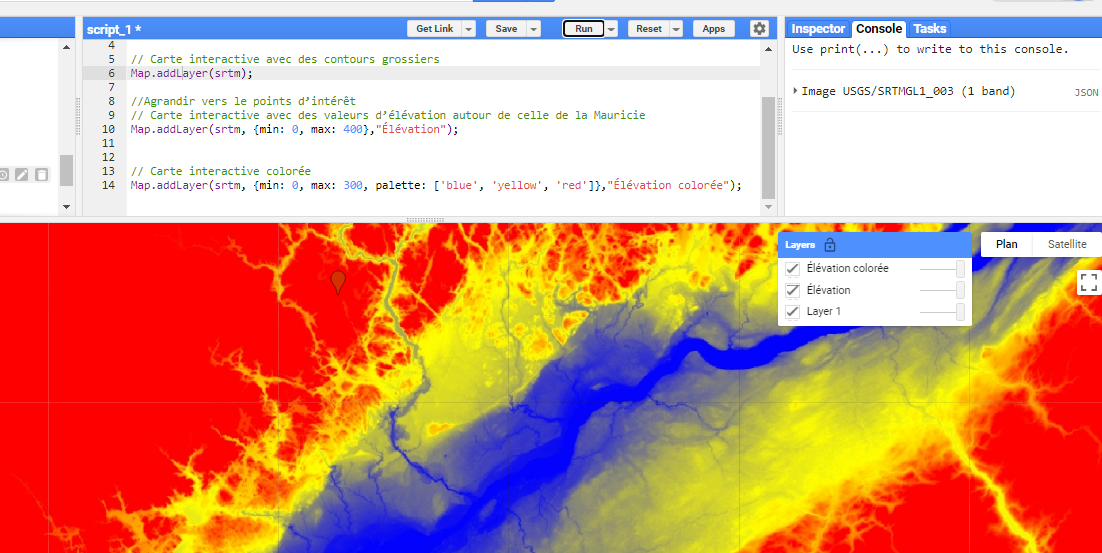 script_1 *
Get Link
Save
Run
Reset
Apps
Inspector
Console
Tasks
4
5 // Carte interactive avec des contours grossiers
6 Map.addLayer(srtm);
7
8 //Agrandir vers le points d’intérêt
9 // Carte interactive avec des valeurs d’élévation autour de celle de la Mauricie
10 Map.addLayer(srtm, {min: 0, max: 400},"Élévation");
11
12
13 // Carte interactive colorée
14 Map.addLayer(srtm, {min: 0, max: 300, palette: ['blue', 'yellow', 'red']},"Élévation colorée");
Use print(...) to write to this console.
Image USGS/SRTMGL1_003 (1 band)
JSON
Layers
Élévation colorée
Élévation
Layer 1
Plan
Satellite